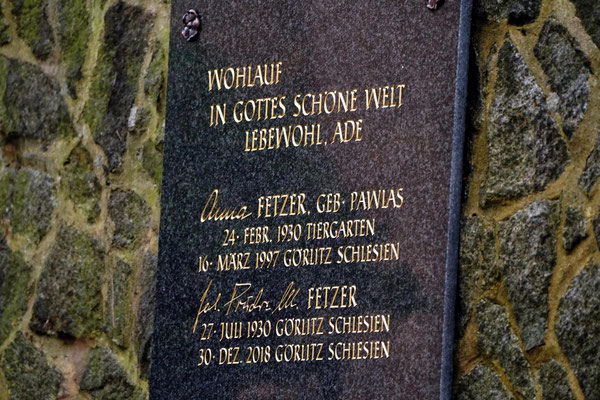 WOHLAUF
IN GOTTES SCHÖNE WELT
LEBEWOHL, ADE
Anna FETZER, GEB· PAWLAS
24· FEBR. 1930 TIERGARTEN
16· MÄRZ 1997 GÖRLITZ SCHLESIEN
FETZER
27· JULI 1930 GÖRLITZ SCHLESIEN
30· DEZ. 2018 GÖRLITZ SCHLESIEN